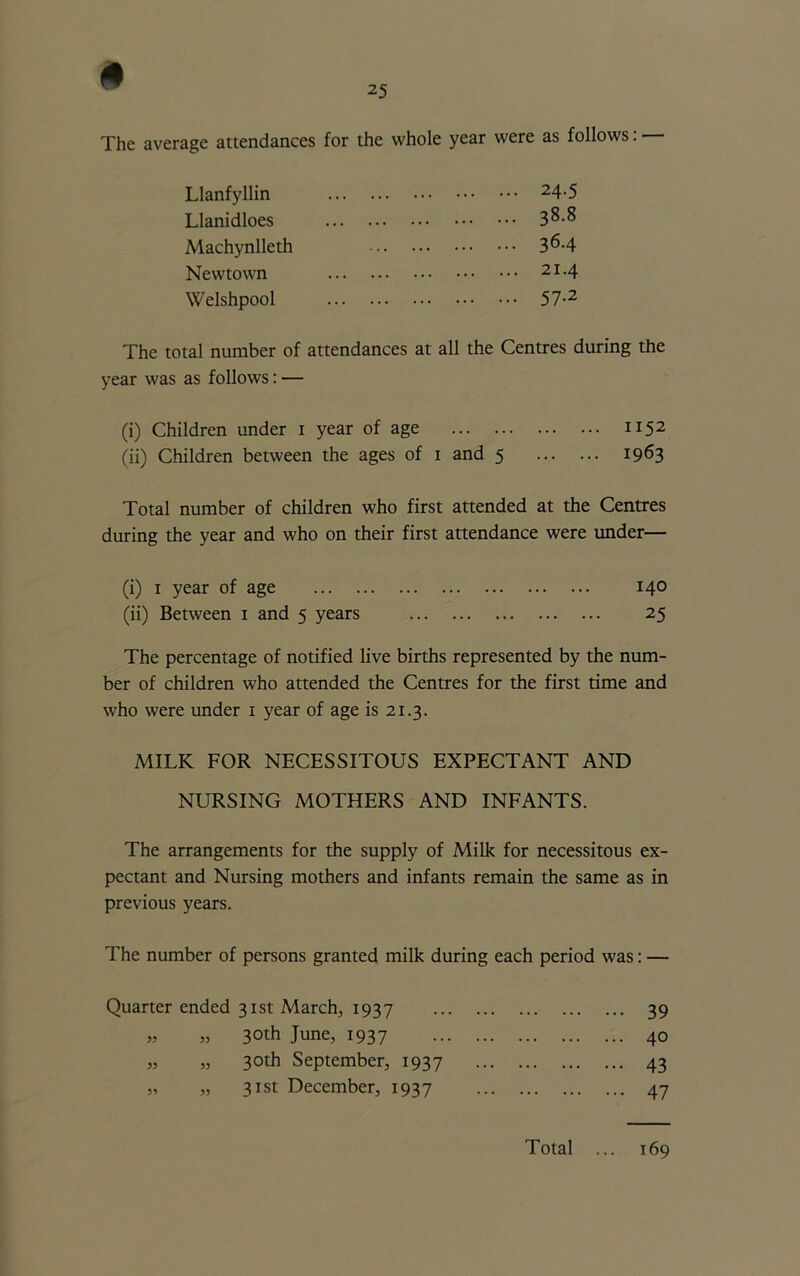 25
The average attendances for the whole year were as follows: —
Llanfyllin ... ... ... ... ... 24.5
Llanidloes ... ... ... ... ... 38.8
Machynlleth ... ... ... ... 36.4
Newtown ... ... ... ... ... 21.4
Welshpool ... ... ... ... ... 57.2
The total number of attendances at all the Centres during the
year was as follows: —
(i) Children under 1 year of age ... ... ... ... 1152
(ii) Children between the ages of 1 and 5 ... ... 1963
Total number of children who first attended at the Centres
during the year and who on their first attendance were under—
(i) 1 year of age ... ... ... ... ... ... ... 140
(ii) Between 1 and 5 years ... ... ... ... ... 25
The percentage of notified live births represented by the num-
ber of children who attended the Centres for the first time and
who were under 1 year of age is 21.3.
MILK FOR NECESSITOUS EXPECTANT AND
NURSING MOTHERS AND INFANTS.
The arrangements for the supply of Milk for necessitous ex-
pectant and Nursing mothers and infants remain the same as in
previous years.
The number of persons granted milk during each period was: —
Quarter ended 31st March, 1937 ... ... ... ... ... 39
„ „ 30th June, 1937 ... ... ... ... ... 40
„ „ 30th September, 1937 ... ... ... ... 43
„ „ 31st December, 1937 ... ... ... ... 47
Total ... 169